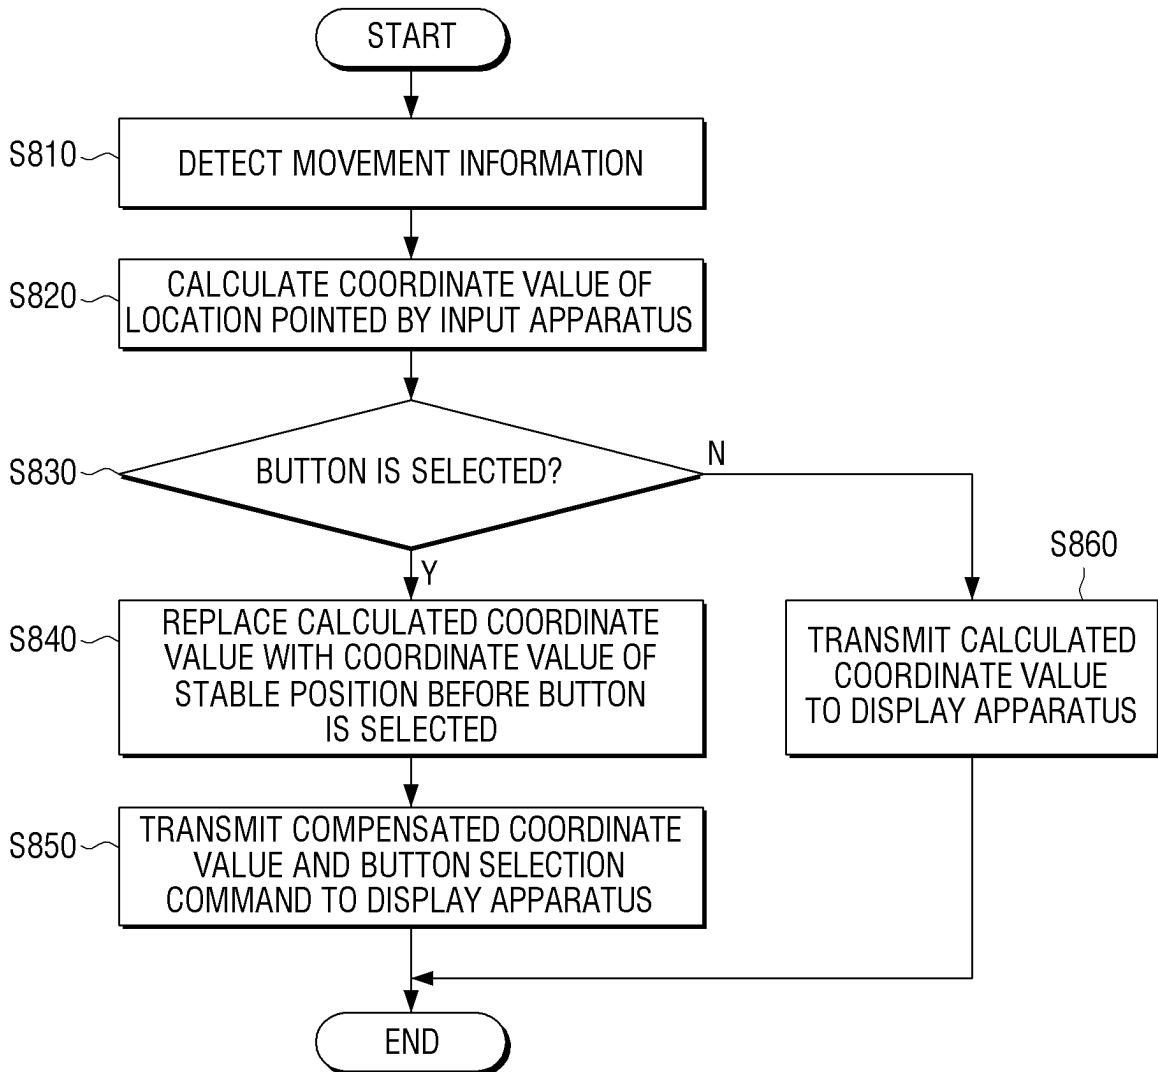 START
S810
DETECT MOVEMENT INFORMATION
S820
CALCULATE COORDINATE VALUE OF
LOCATION POINTED BY INPUT APPARATUS
S830
BUTTON IS SELECTED?
N
Y
S840
REPLACE CALCULATED COORDINATE
VALUE WITH COORDINATE VALUE OF
STABLE POSITION BEFORE BUTTON
IS SELECTED
S860
TRANSMIT CALCULATED
COORDINATE VALUE
TO DISPLAY APPARATUS
S850
TRANSMIT COMPENSATED COORDINATE
VALUE AND BUTTON SELECTION
COMMAND TO DISPLAY APPARATUS
END